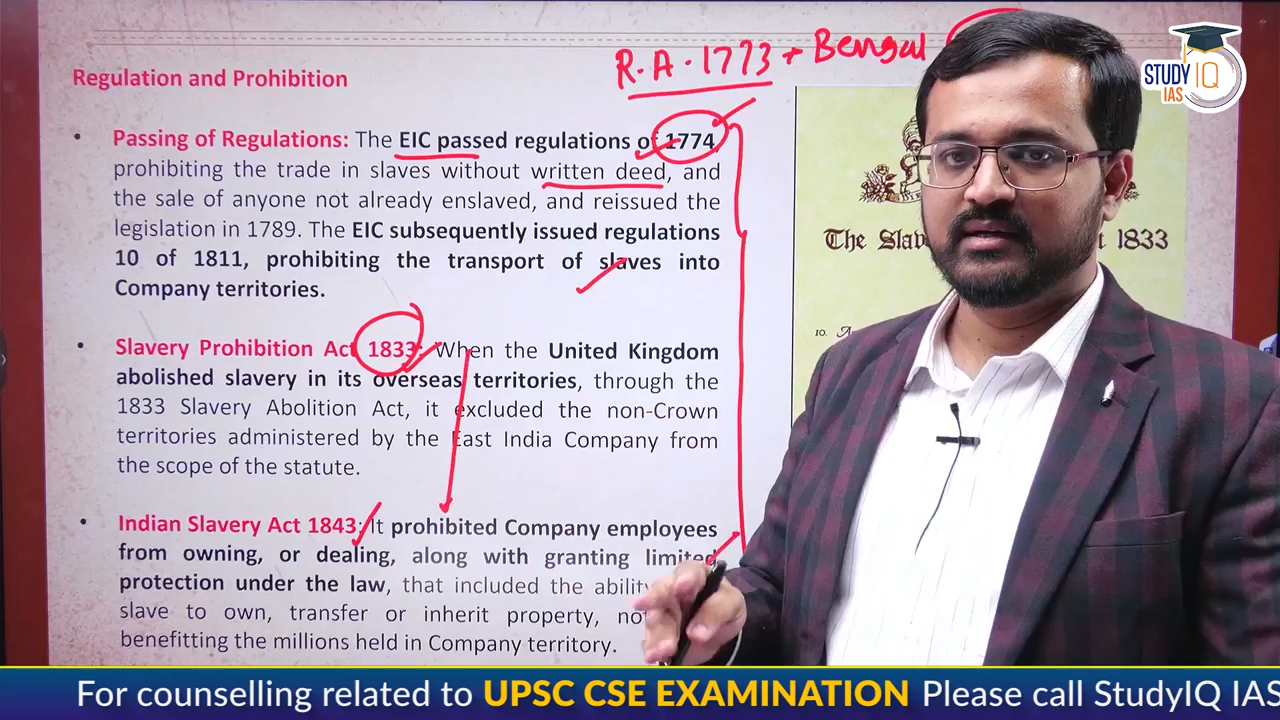 R.A. 1773 + Bengal
STUDY IQ
IAS
Regulation and Prohibition
• Passing of Regulations: The EIC passed regulations of 1774,
prohibiting the trade in slaves without written deed, and
the sale of anyone not already enslaved, and reissued the
legislation in 1789. The EIC subsequently issued regulations
10 of 1811, prohibiting the transport of slaves into
Company territories.
The Slav t 1833
10.
• Slavery Prohibition Act 1833: When the United Kingdom
abolished slavery in its overseas territories, through the
1833 Slavery Abolition Act, it excluded the non-Crown
territories administered by the East India Company from
the scope of the statute.
• Indian Slavery Act 1843: It prohibited Company employees
from owning, or dealing, along with granting limited
protection under the law, that included the ability
slave to own, transfer or inherit property, no
benefitting the millions held in Company territory.
For counselling related to UPSC CSE EXAMINATION Please call StudyIQ IAS